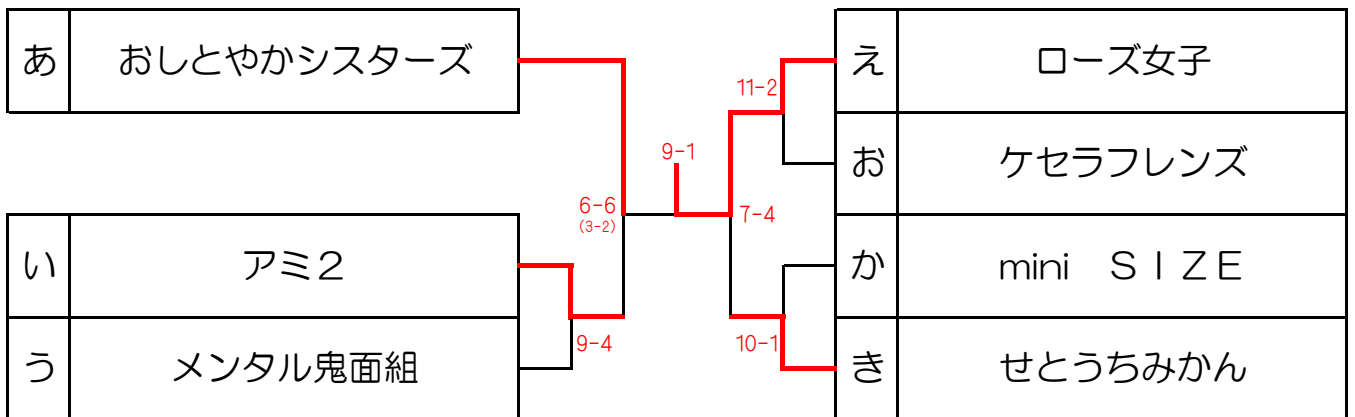 あ おしとやかシスターズ
い アミ2
う メンタル鬼面組
6-6
(3-2)
9-4
9-1
11-2
7-4
10-1
え ローズ女子
お ケセラフレンズ
か mini　ＳＩＺＥ
き せとうちみかん